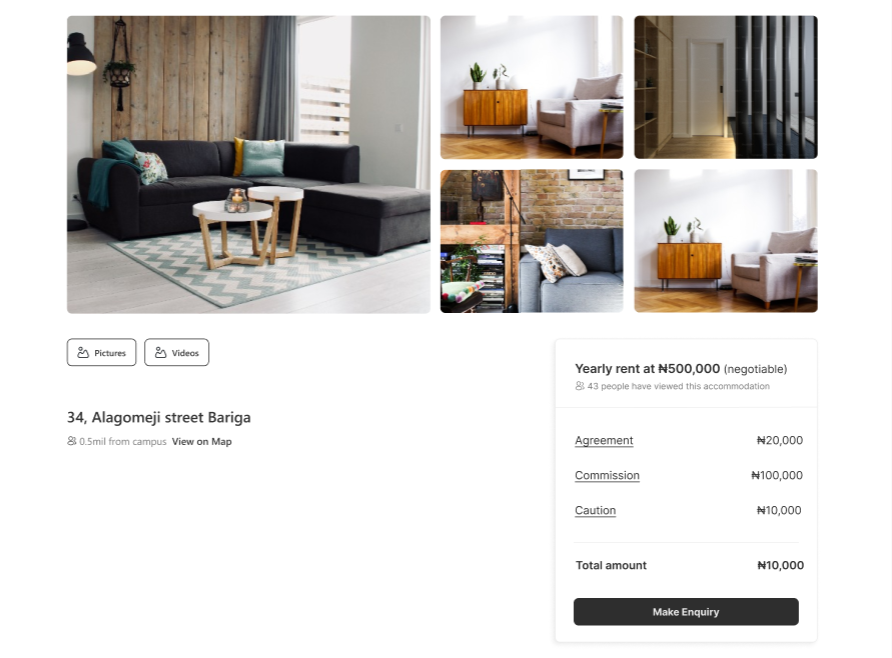 Pictures
Videos
34, Alagomeji street Bariga
0.5mil from campus View on Map
Yearly rent at ₦500,000 (negotiable)
43 people have viewed this accommodation
Agreement ₦20,000
Commission ₦100,000
Caution ₦10,000
Total amount ₦10,000
Make Enquiry